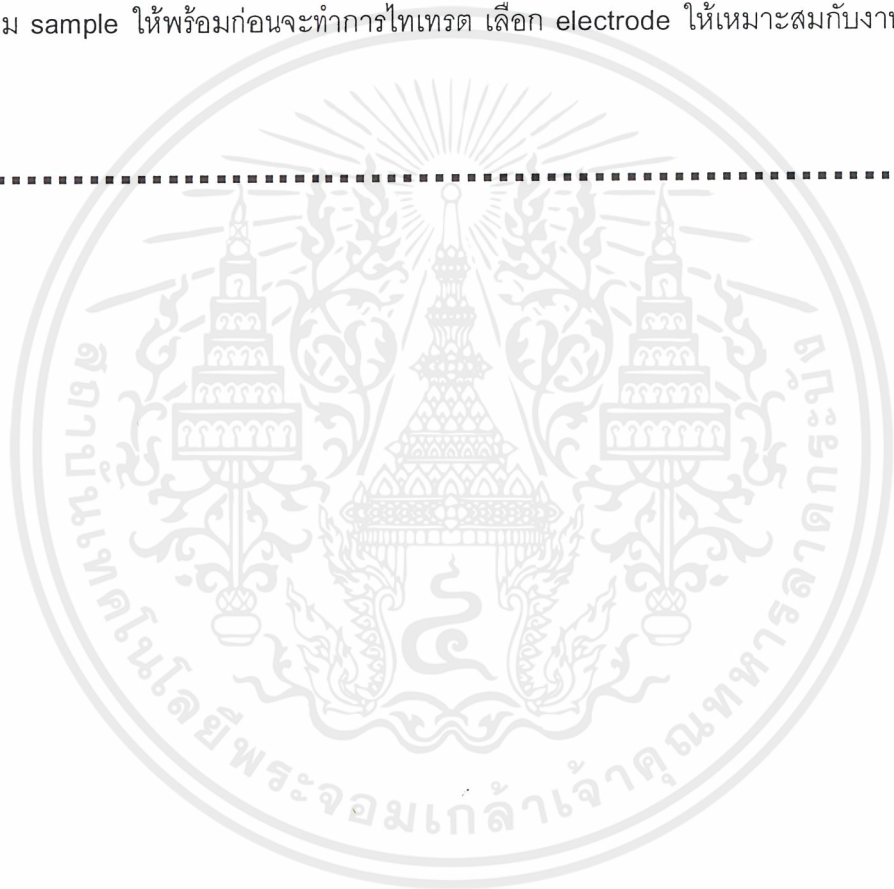 ม sample ให้พร้อมก่อนจะทำการไทเทรต เลือก electrode ให้เหมาะสมกับงาน
สถาบันเทคโนโลยีพระจอมเกล้าเจ้าคุณทหารลาดกระบัง